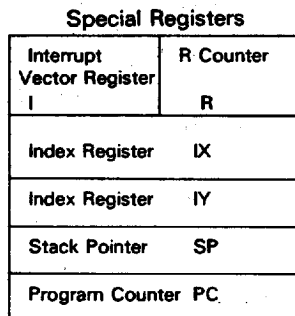 Special Registers
Interrupt
Vector Register
I
R Counter
R
Index Register IX
Index Register IY
Stack Pointer SP
Program Counter PC